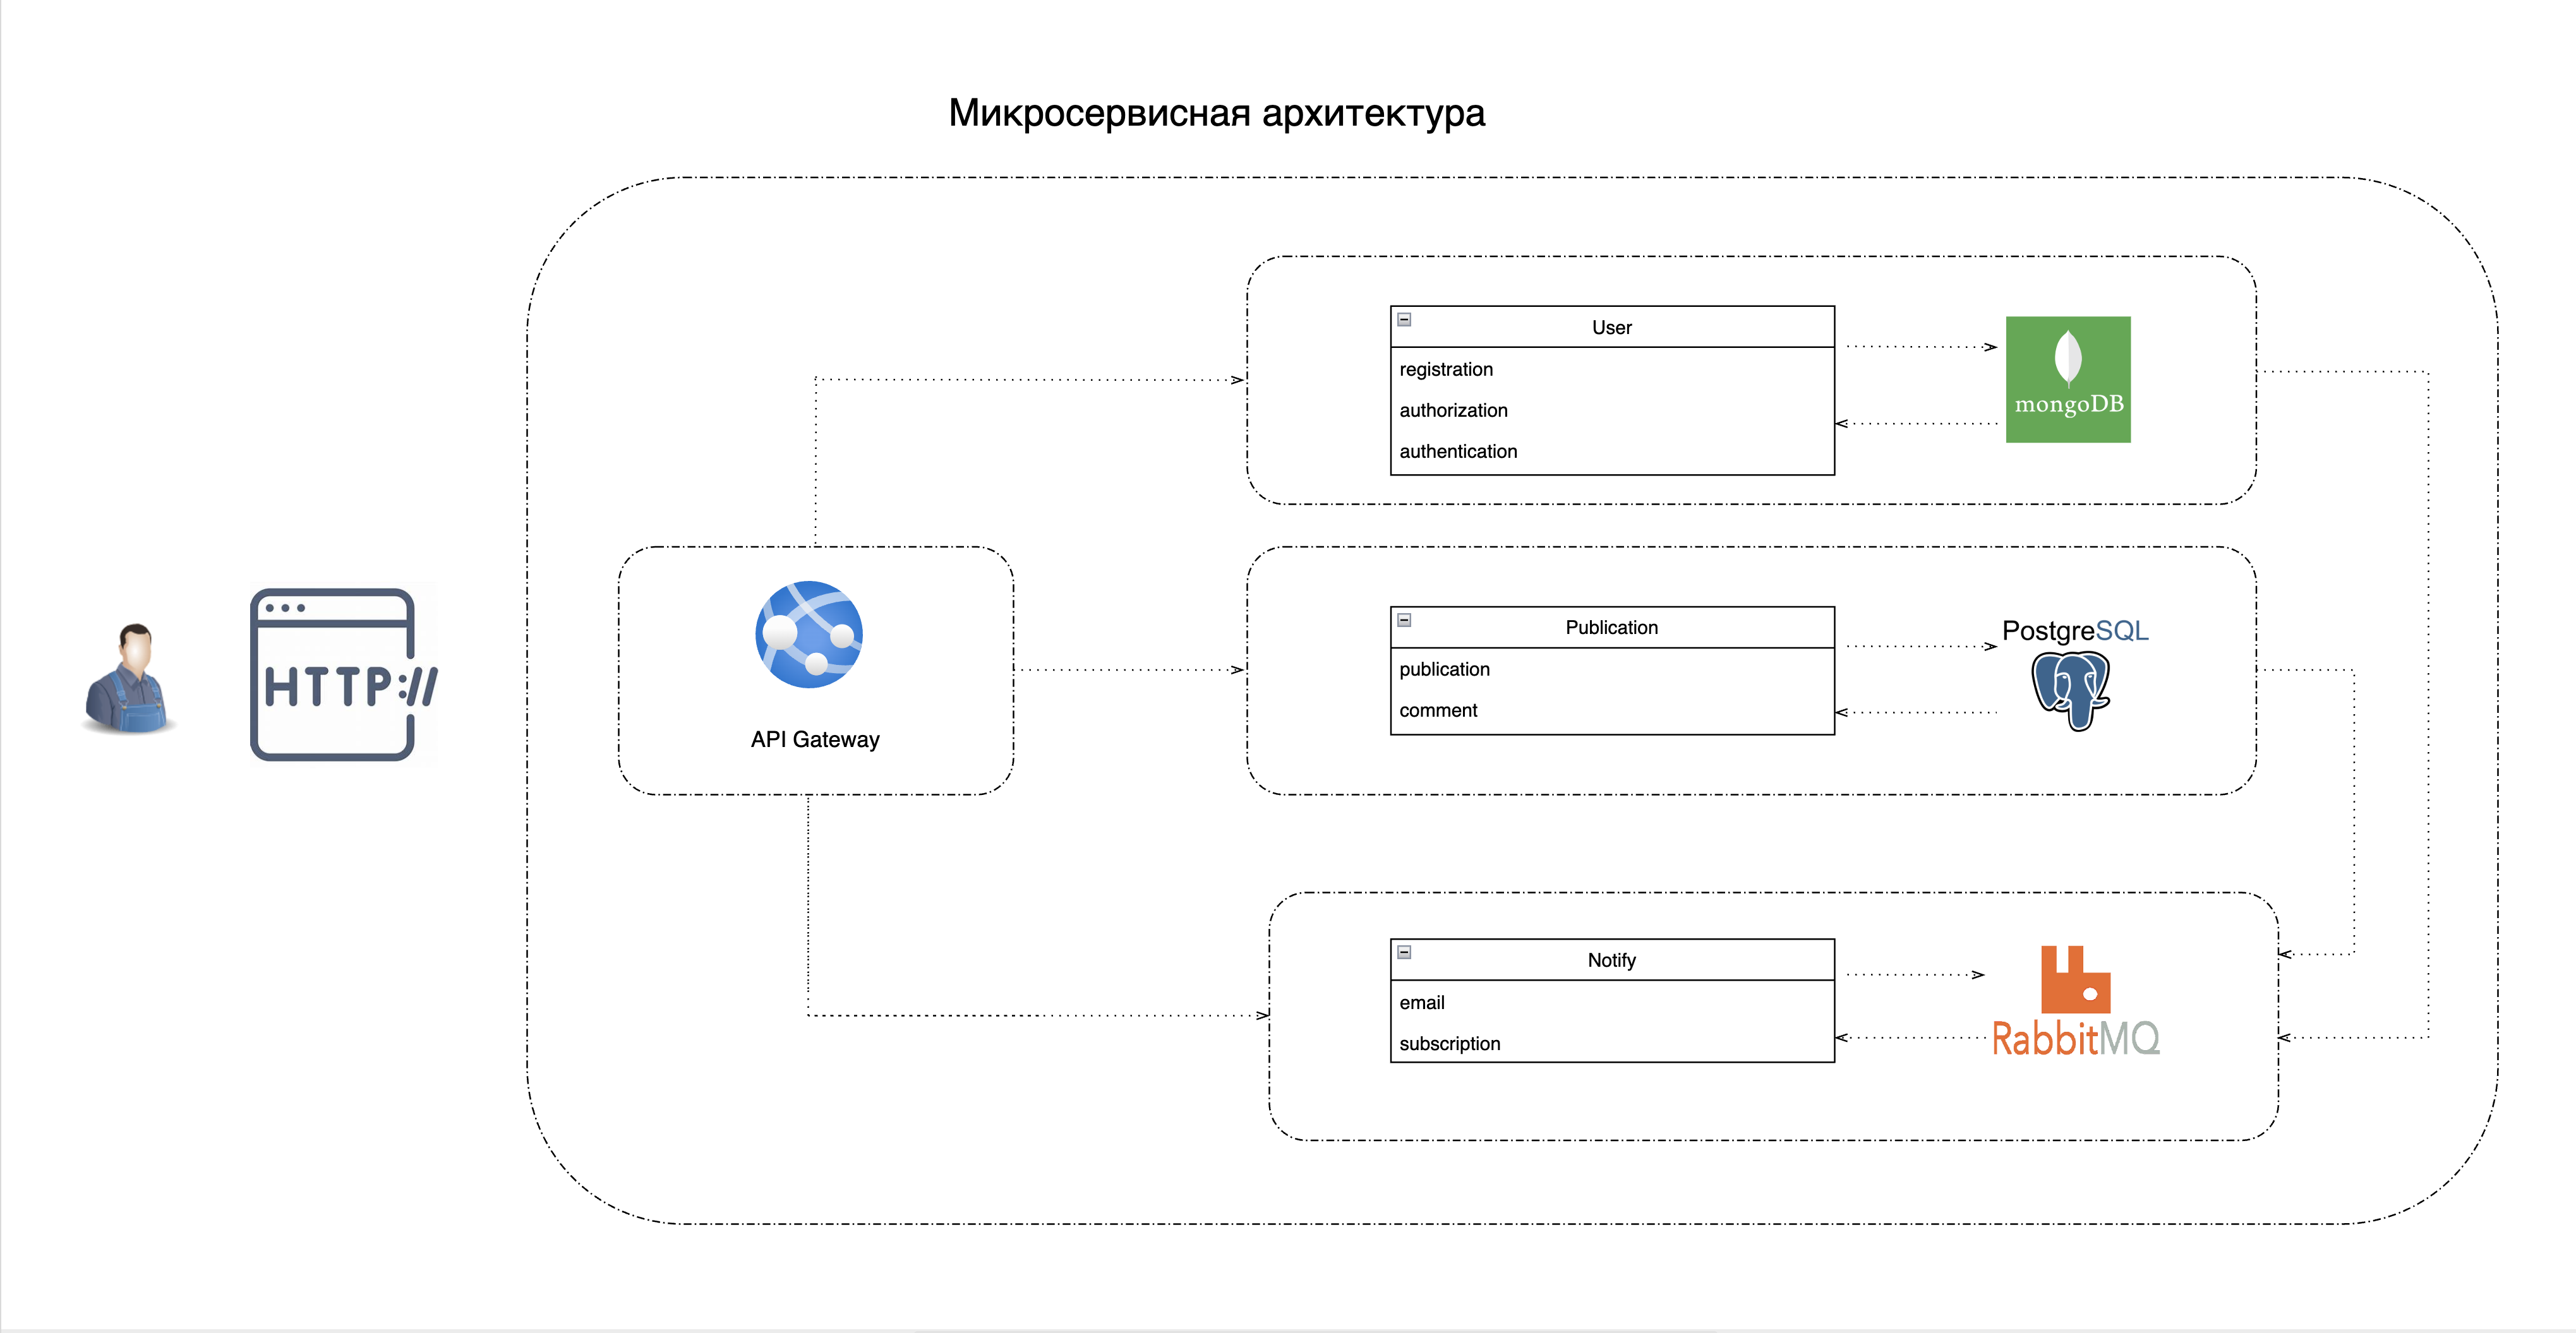 Микросервисная архитектура
User
registration
authorization
authentication
mongoDB
HTTP://
API Gateway
Publication
publication
comment
PostgreSQL
Notify
email
subscription
RabbitMQ